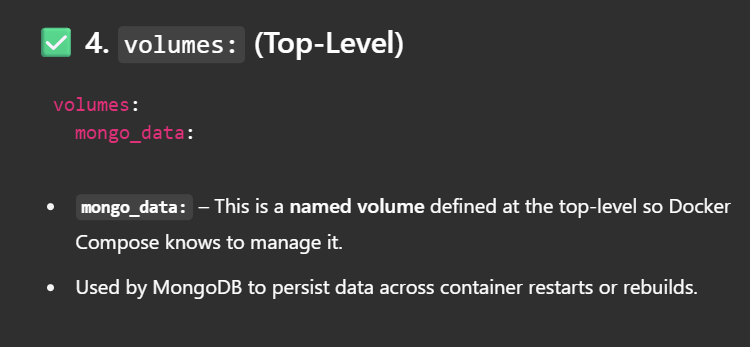 ✅ 4. volumes: (Top-Level)
volumes:
  mongo_data:
• mongo_data: – This is a named volume defined at the top-level so Docker
Compose knows to manage it.
• Used by MongoDB to persist data across container restarts or rebuilds.